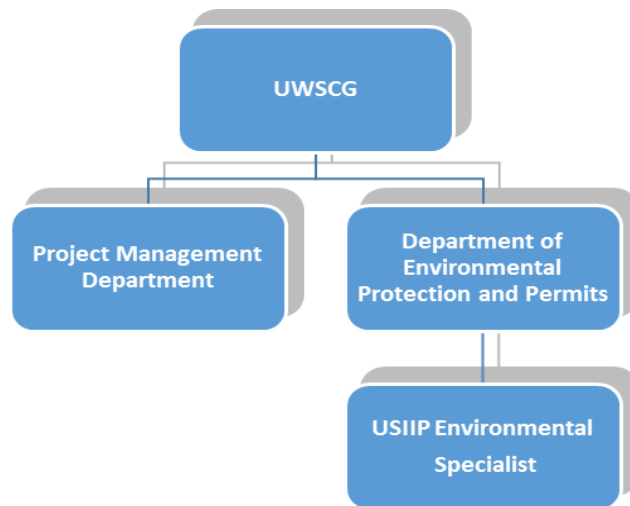 UWSCG
Project Management
Department
Department of
Environmental
Protection and Permits
USIIP Environmental
Specialist